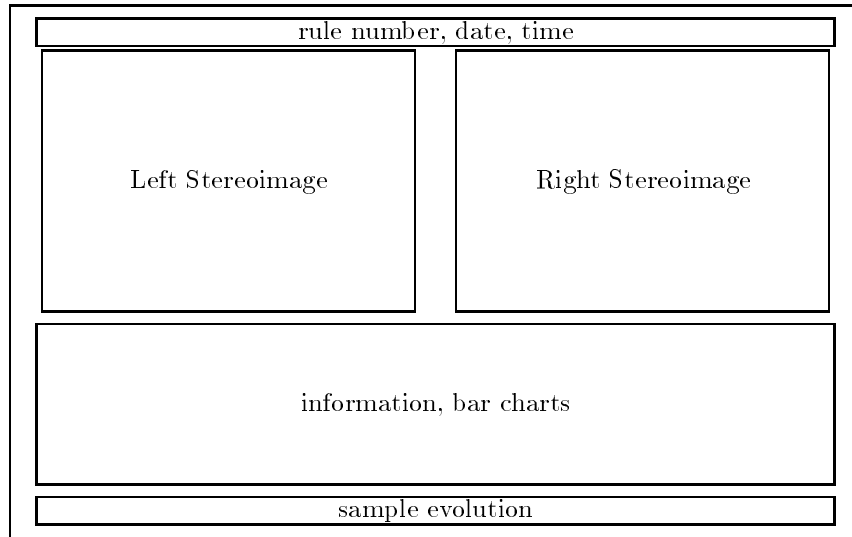 rule number, date, time
Left Stereoimage
Right Stereoimage
information, bar charts
sample evolution